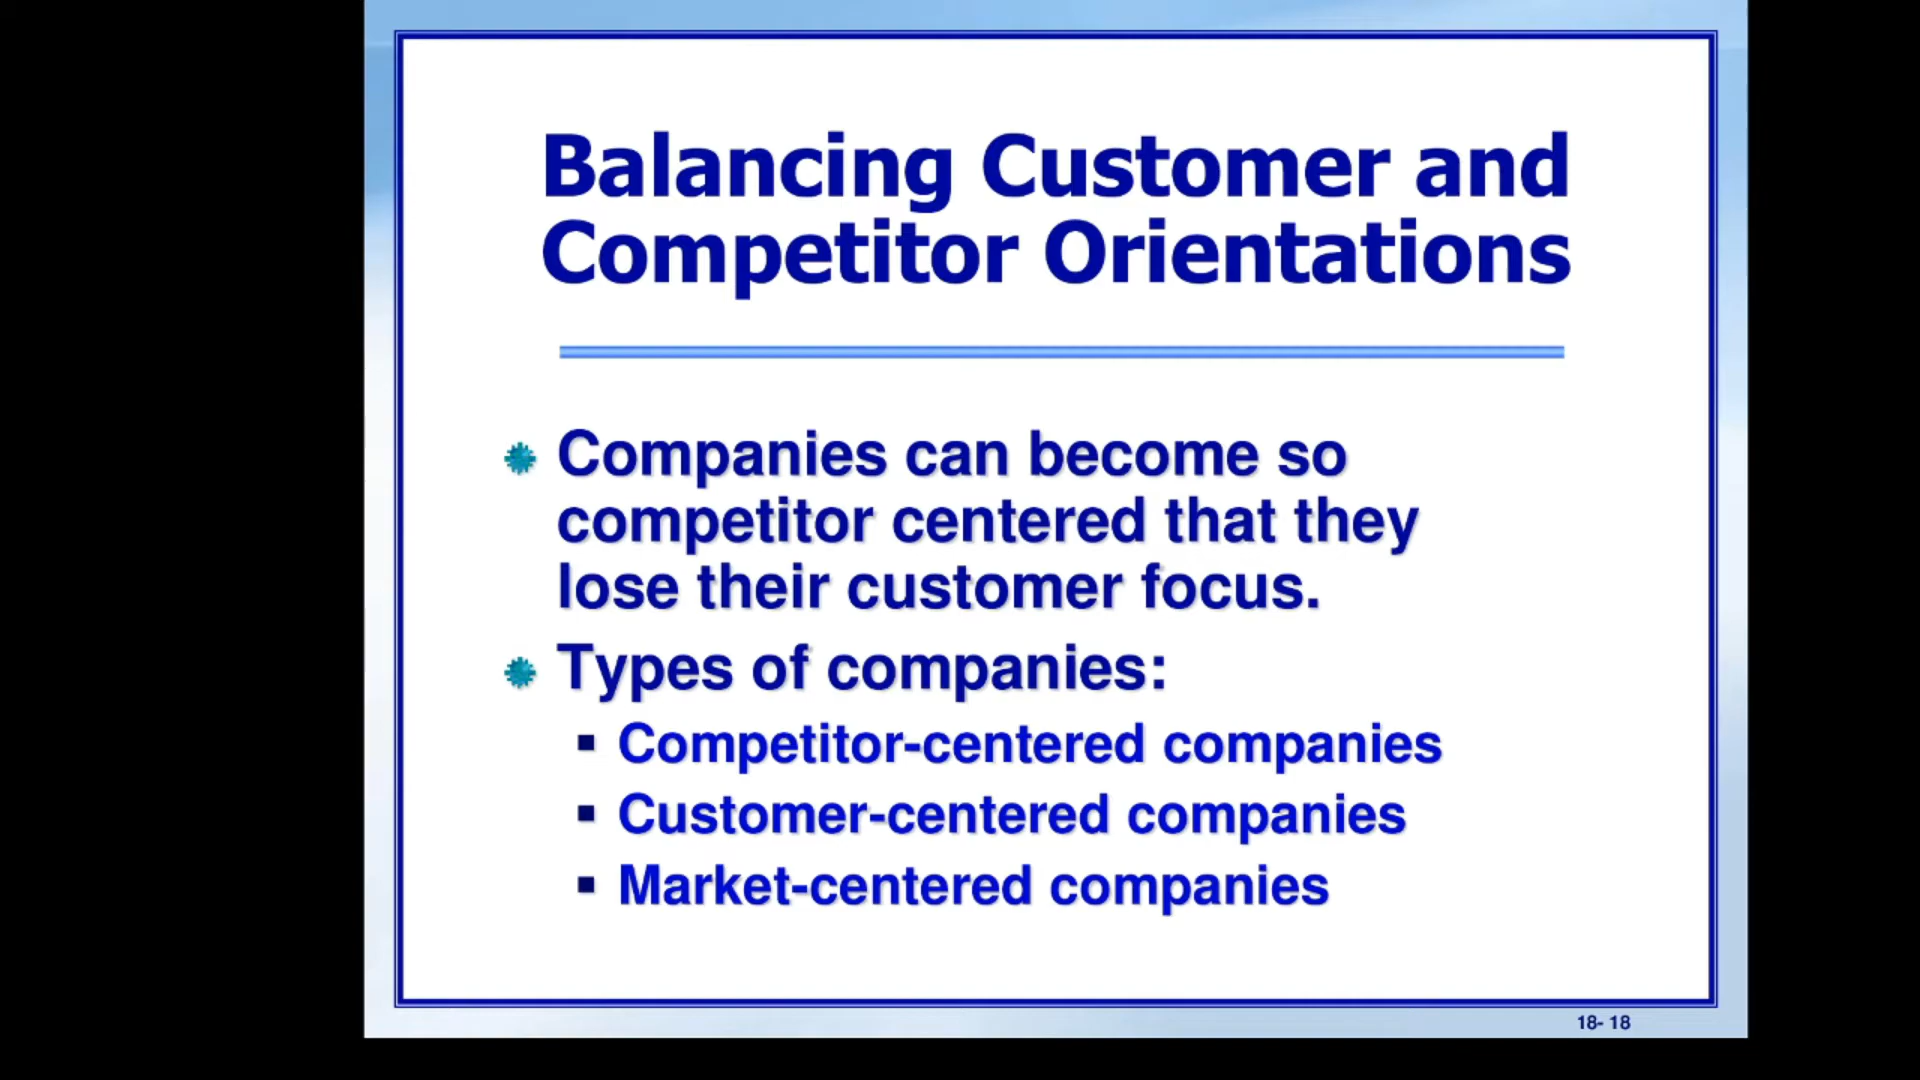 Balancing Customer and
Competitor Orientations
Companies can become so
competitor centered that they
lose their customer focus.
Types of companies:
Competitor-centered companies
Customer-centered companies
Market-centered companies
18- 18